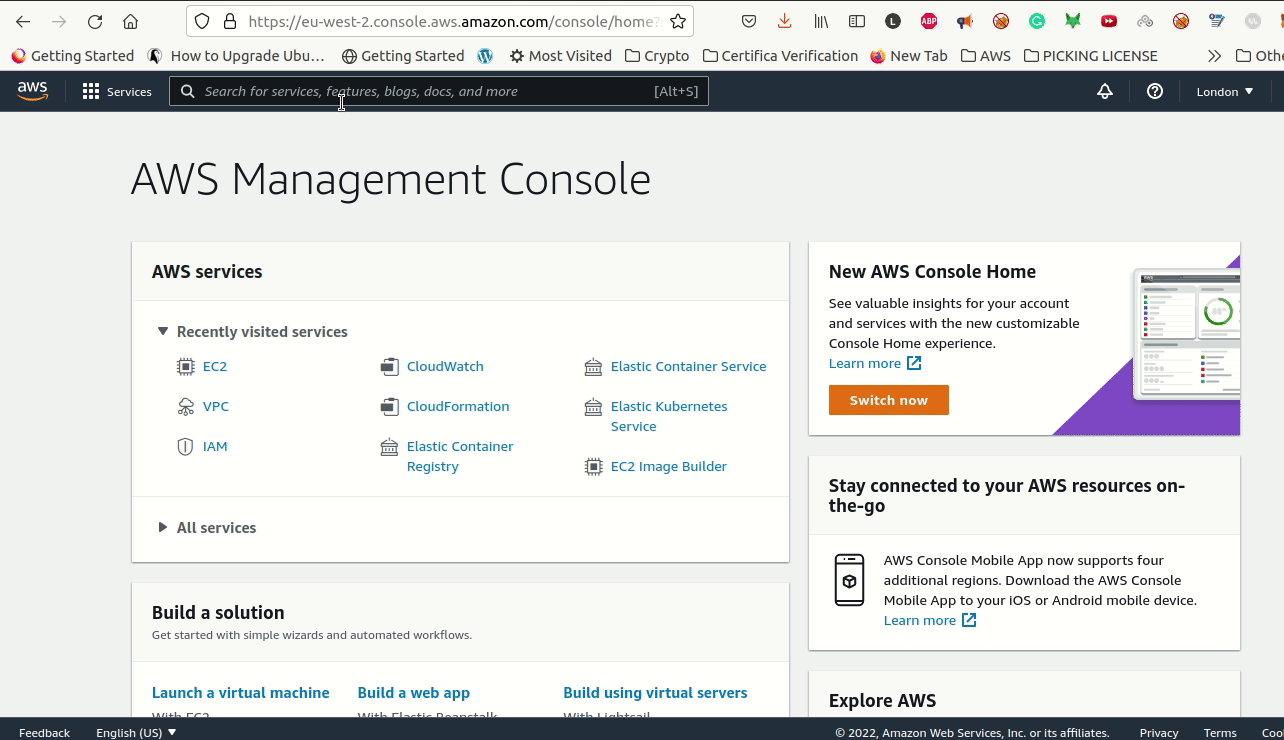 https://eu-west-2.console.aws.amazon.com/console/home?
L
ABP
Getting Started
How to Upgrade Ubu…
Getting Started
Most Visited
Crypto
Certifica Verification
New Tab
AWS
PICKING LICENSE
Othe
aws
Services
Search for services, features, blogs, docs, and more
[Alt+S]
London
AWS Management Console
AWS services
Recently visited services
EC2
CloudWatch
Elastic Container Service
VPC
CloudFormation
Elastic Kubernetes
Service
IAM
Elastic Container
Registry
EC2 Image Builder
All services
Build a solution
Get started with simple wizards and automated workflows.
Launch a virtual machine
Build a web app
Build using virtual servers
With EC2
With Elastic Beanstalk
With Lightsail
New AWS Console Home
See valuable insights for your account
and services with the new customizable
Console Home experience.
Learn more
Switch now
Stay connected to your AWS resources on-
the-go
AWS Console Mobile App now supports four
additional regions. Download the AWS Console
Mobile App to your iOS or Android mobile device.
Learn more
Explore AWS
Feedback
English (US)
© 2022, Amazon Web Services, Inc. or its affiliates.
Privacy
Terms
Coo